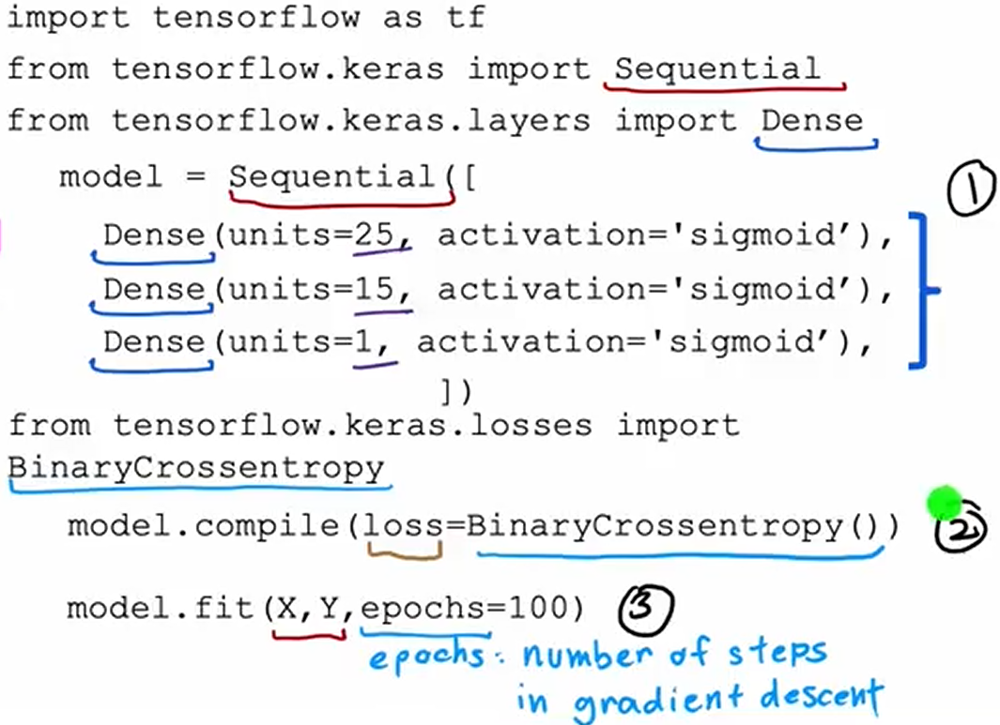 import tensorflow as tf
from tensorflow.keras import Sequential
from tensorflow.keras.layers import Dense
model = Sequential([
①
Dense(units=25, activation='sigmoid’),
Dense(units=15, activation='sigmoid’),
Dense(units=1, activation='sigmoid’),
])
from tensorflow.keras.losses import
BinaryCrossentropy
model.compile(loss=BinaryCrossentropy()) ②
model.fit(X,Y,epochs=100) ③
epochs: number of steps
in gradient descent